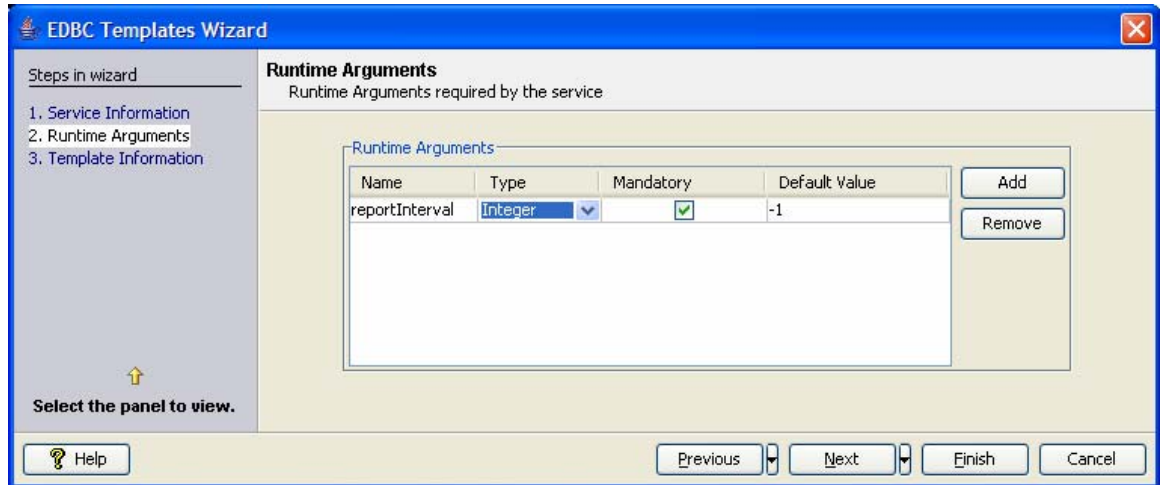 EDBC Templates Wizard
Steps in wizard
1. Service Information
2. Runtime Arguments
3. Template Information
Select the panel to view.
Runtime Arguments
Runtime Arguments required by the service
Runtime Arguments
Name Type Mandatory Default Value
reportInterval Integer -1
Add
Remove
Help Previous Next Finish Cancel